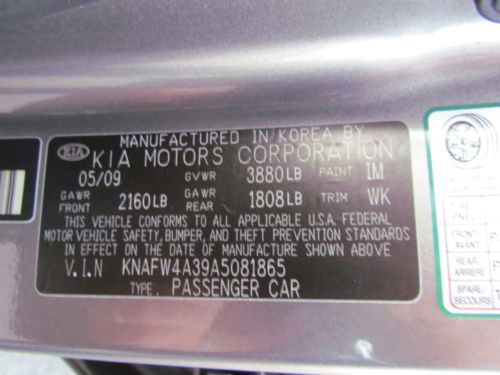 MANUFACTURED IN KOREA BY
KIA KIA MOTORS CORPORATION
05/09 GVWR 3880LB PAINT IM
GAWR FRONT 2160LB GAWR REAR 1808LB TRIM WK
THIS VEHICLE CONFORMS TO ALL APPLICABLE U.S.A. FEDERAL
MOTOR VEHICLE SAFETY, BUMPER, AND THEFT PREVENTION STANDARDS
IN EFFECT ON THE DATE OF MANUFACTURE SHOWN ABOVE
V.I.N KNAFW4A39A5081865
TYPE: PASSENGER CAR
TIRE
PNEU
FRONT
AVANT
REAR
ARRIERE
SPARE/
SECOURS